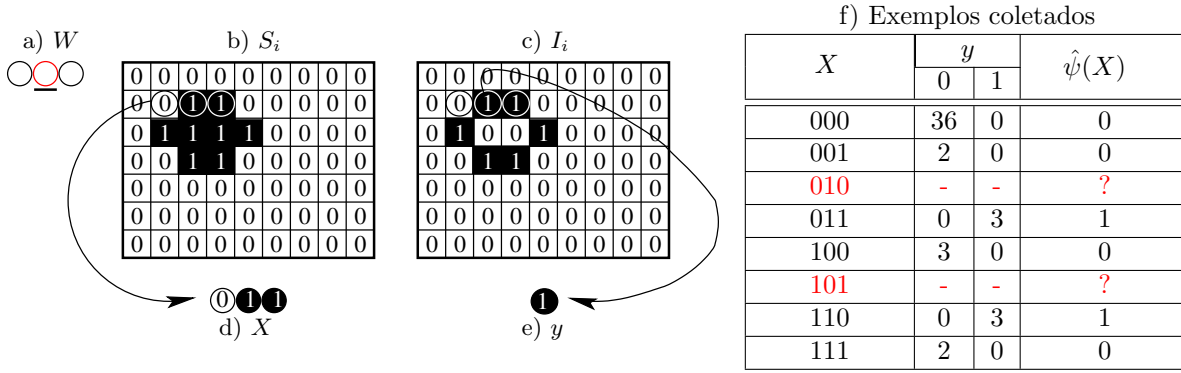 a) W
b) S_i
0 0 0 0 0 0 0 0 0
0 0 1 1 0 0 0 0 0
0 1 1 1 1 0 0 0 0
0 0 1 1 0 0 0 0 0
0 0 0 0 0 0 0 0 0
0 0 0 0 0 0 0 0 0
0 0 0 0 0 0 0 0 0
c) I_i
0 0 0 0 0 0 0 0 0
0 0 1 1 0 0 0 0 0
0 1 0 0 1 0 0 0 0
0 0 1 1 0 0 0 0 0
0 0 0 0 0 0 0 0 0
0 0 0 0 0 0 0 0 0
0 0 0 0 0 0 0 0 0
0 1 1
d) X
1
e) y
f) Exemplos coletados
X y ψ̂(X)
0 1
000 36 0 0
001 2 0 0
010 - - ?
011 0 3 1
100 3 0 0
101 - - ?
110 0 3 1
111 2 0 0